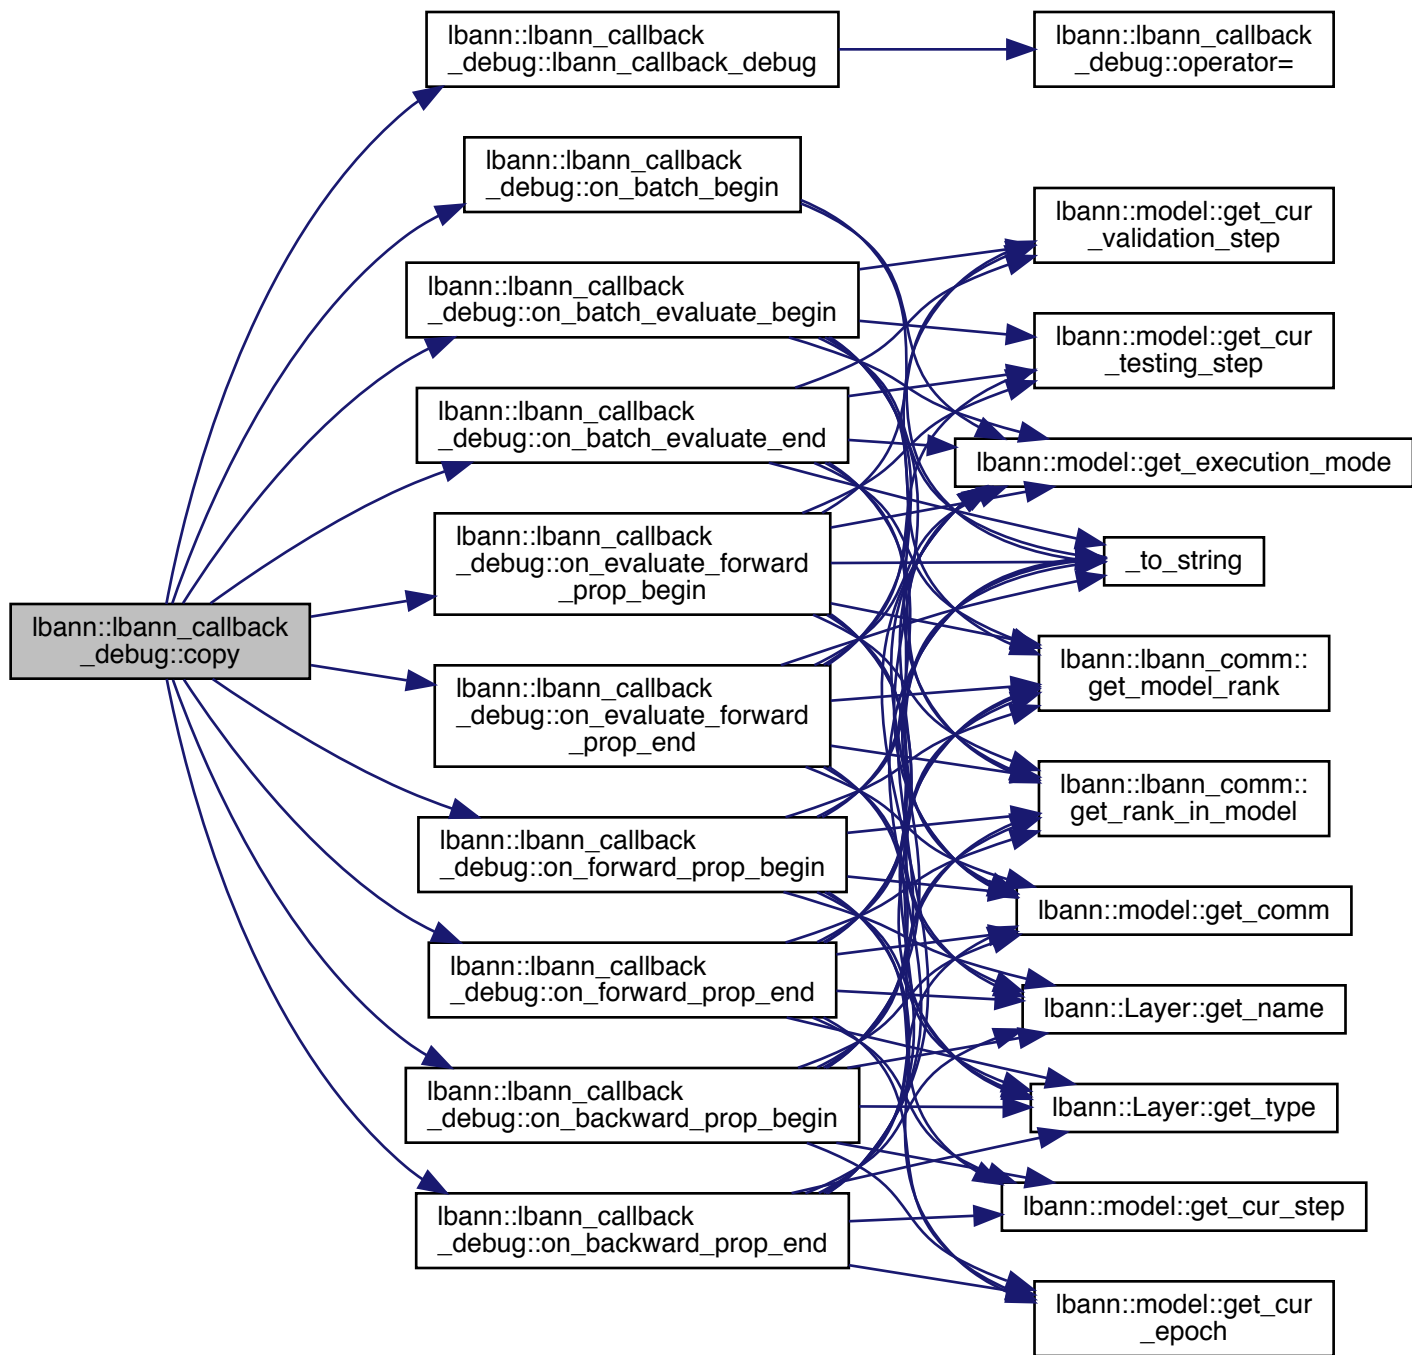 lbann::lbann_callback
_debug::copy
lbann::lbann_callback
_debug::lbann_callback_debug
lbann::lbann_callback
_debug::on_batch_begin
lbann::lbann_callback
_debug::on_batch_evaluate_begin
lbann::lbann_callback
_debug::on_batch_evaluate_end
lbann::lbann_callback
_debug::on_evaluate_forward
_prop_begin
lbann::lbann_callback
_debug::on_evaluate_forward
_prop_end
lbann::lbann_callback
_debug::on_forward_prop_begin
lbann::lbann_callback
_debug::on_forward_prop_end
lbann::lbann_callback
_debug::on_backward_prop_begin
lbann::lbann_callback
_debug::on_backward_prop_end
lbann::lbann_callback
_debug::operator=
lbann::model::get_cur
_validation_step
lbann::model::get_cur
_testing_step
lbann::model::get_execution_mode
_to_string
lbann::lbann_comm::
get_model_rank
lbann::lbann_comm::
get_rank_in_model
lbann::model::get_comm
lbann::Layer::get_name
lbann::Layer::get_type
lbann::model::get_cur_step
lbann::model::get_cur
_epoch